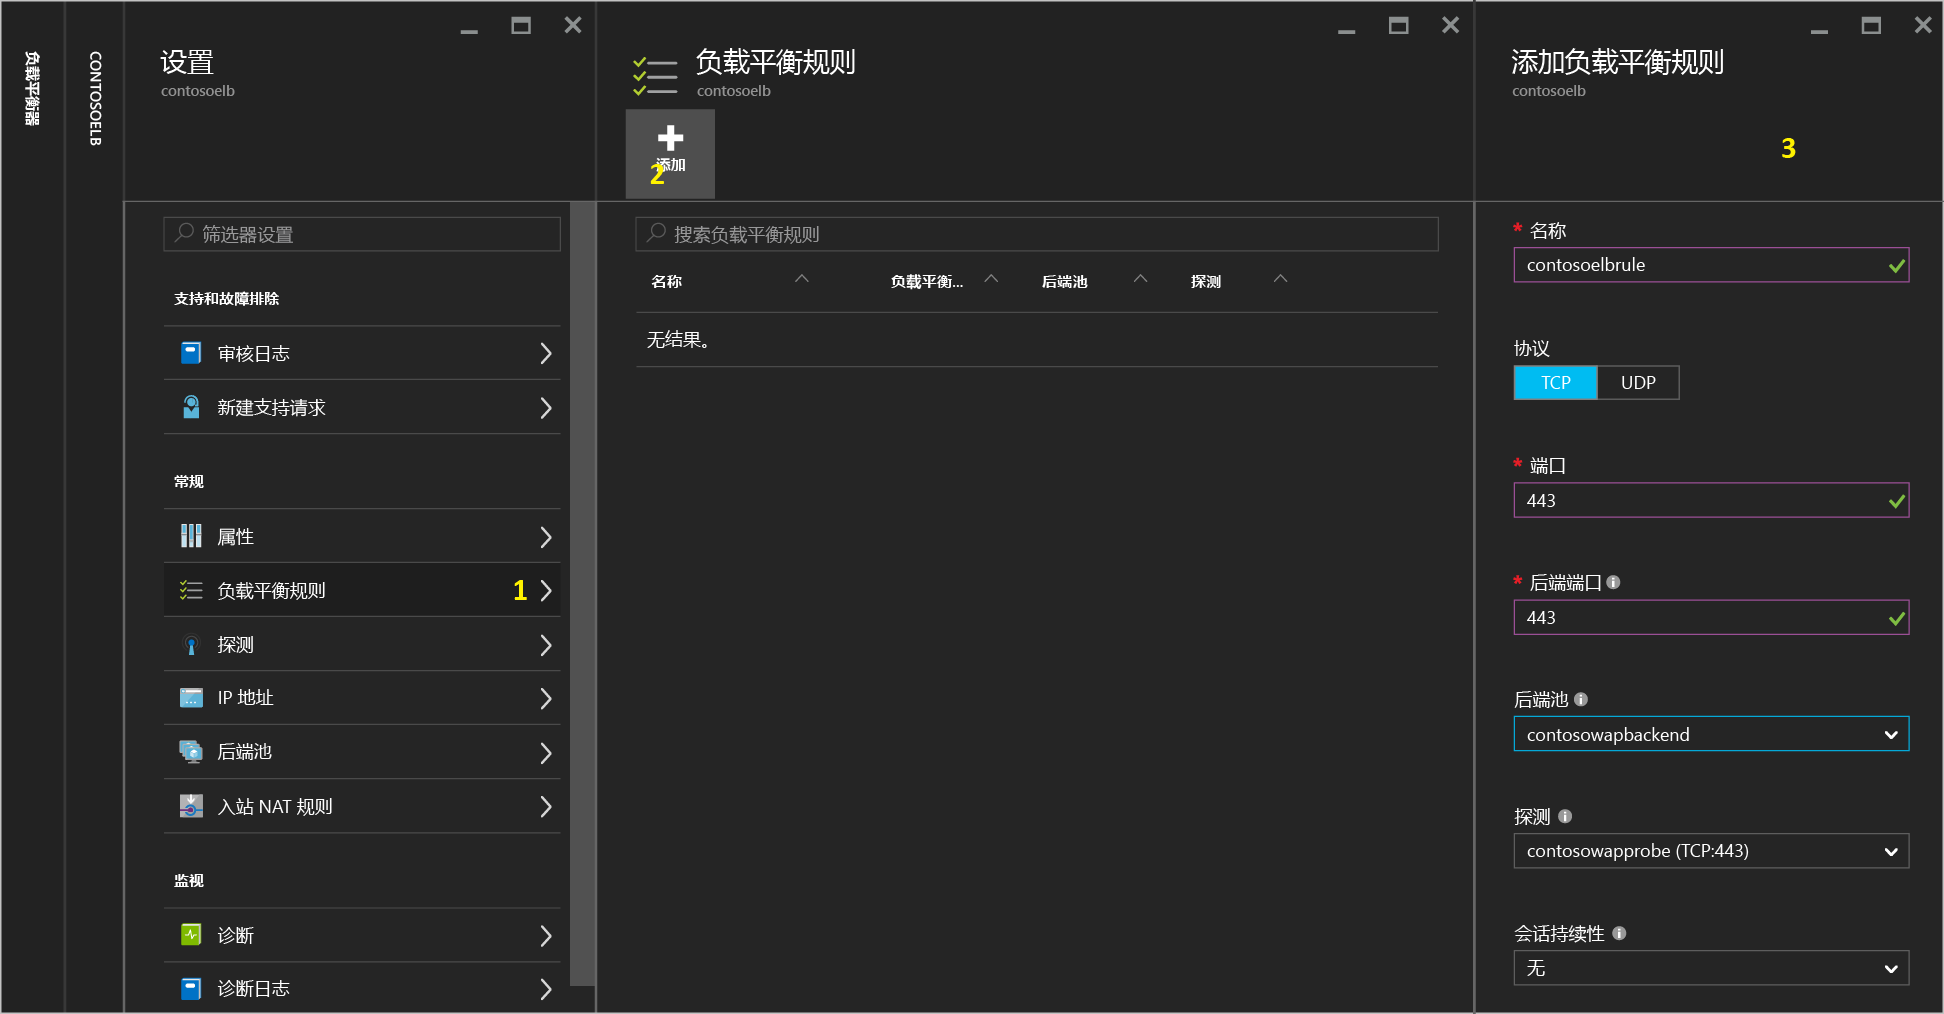 负载平衡器
CONTOSOELB
设置
contosoelb
筛选器设置
支持和故障排除
审核日志
新建支持请求
常规
属性
负载平衡规则 1
探测
IP 地址
后端池
入站 NAT 规则
监视
诊断
诊断日志
负载平衡规则
contosoelb
添加
2
搜索负载平衡规则
名称 负载平衡... 后端池 探测
无结果。
添加负载平衡规则
contosoelb
3
* 名称
contosoelbrule
协议
TCP UDP
* 端口
443
* 后端端口
443
后端池
contosowapbackend
探测
contosowapprobe (TCP:443)
会话持续性
无